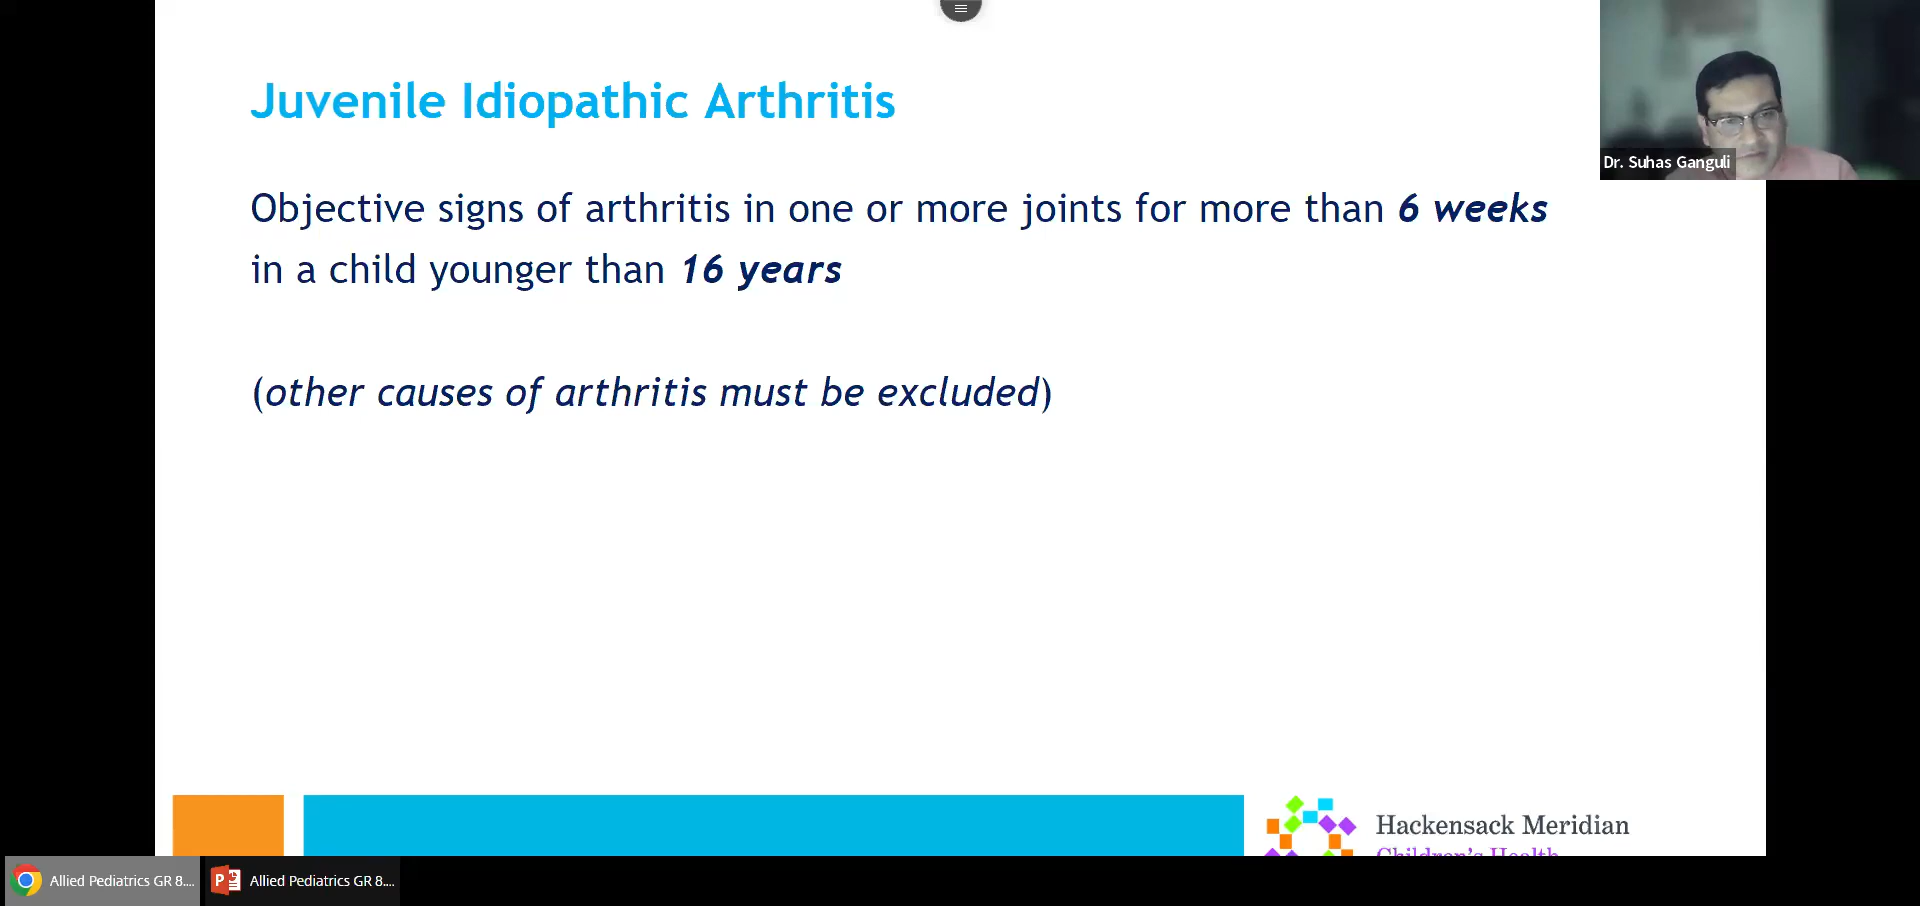 Juvenile Idiopathic Arthritis
Dr. Suhas Ganguli
Objective signs of arthritis in one or more joints for more than 6 weeks
in a child younger than 16 years
(other causes of arthritis must be excluded)
Hackensack Meridian
Children's Health
Allied Pediatrics GR 8....
Allied Pediatrics GR 8....